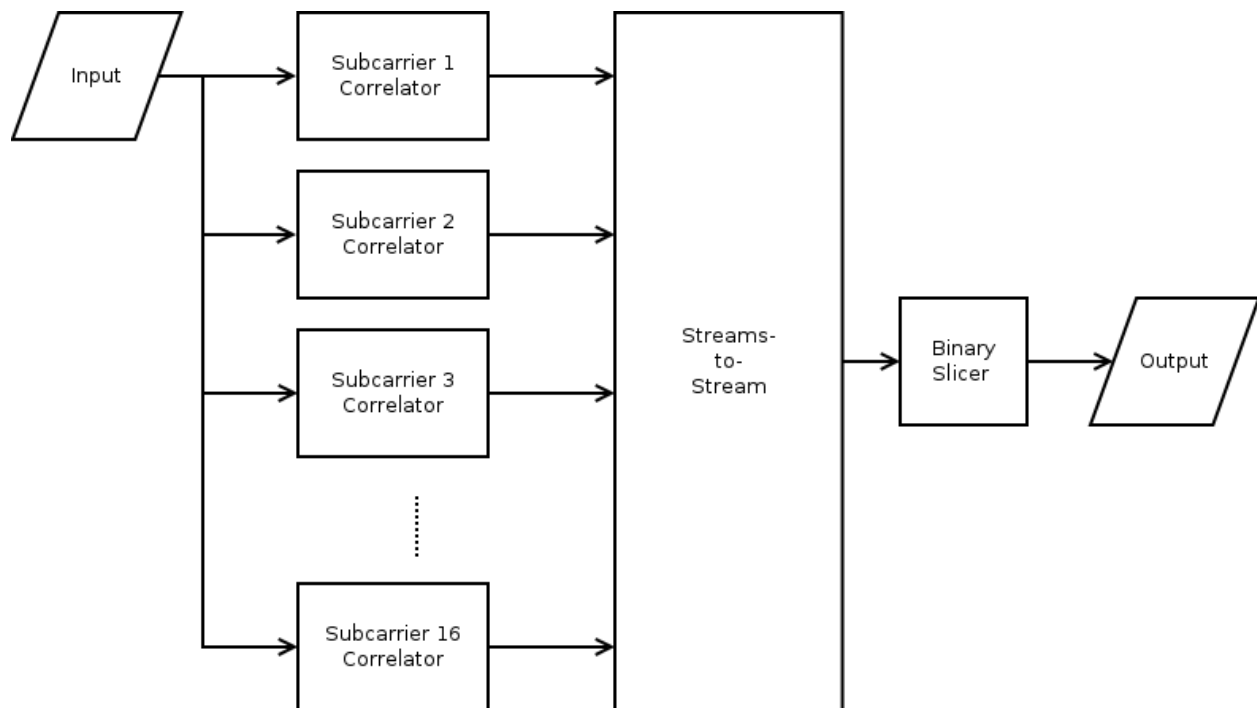 Input
Subcarrier 1
Correlator
Subcarrier 2
Correlator
Subcarrier 3
Correlator
Subcarrier 16
Correlator
Streams-
to-
Stream
Binary
Slicer
Output